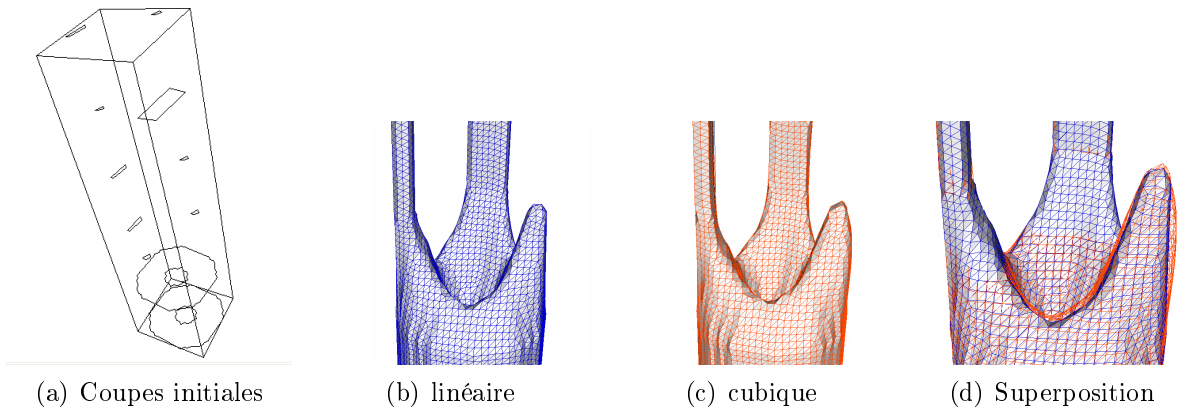 (a) Coupes initiales
(b) linéaire
(c) cubique
(d) Superposition